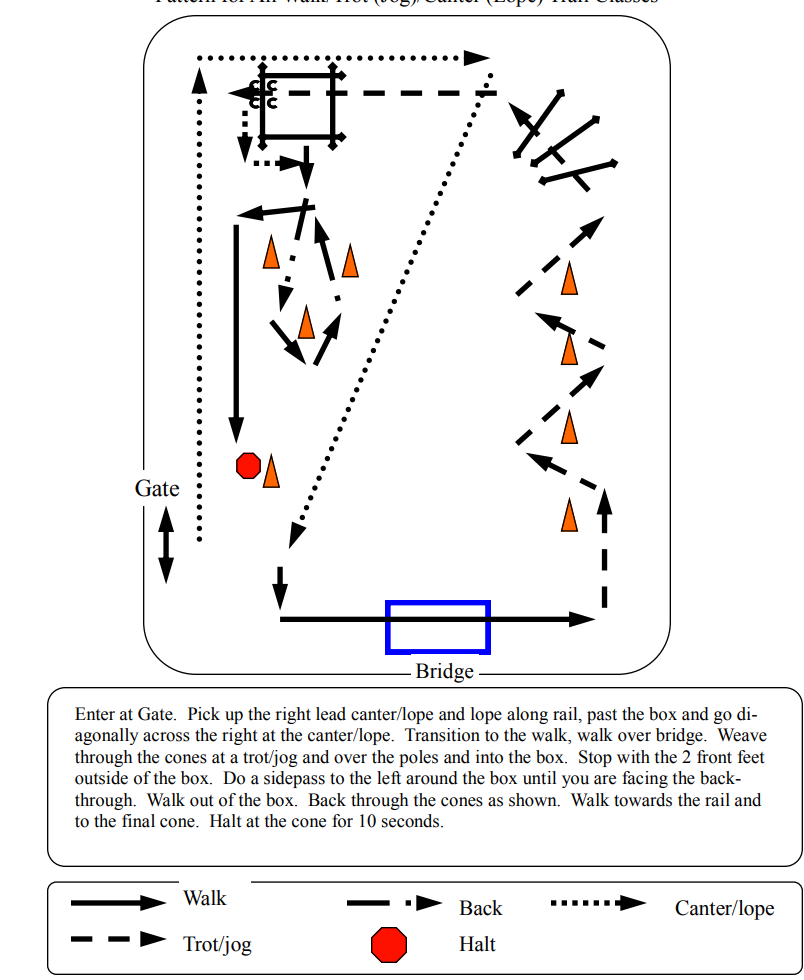 Pattern for All Walk/Trot (Jog)/Canter (Lope) Trail Classes
Gate
Bridge
Enter at Gate.  Pick up the right lead canter/lope and lope along rail, past the box and go di-
agonally across the right at the canter/lope.  Transition to the walk, walk over bridge.  Weave
through the cones at a trot/jog and over the poles and into the box.  Stop with the 2 front feet
outside of the box.  Do a sidepass to the left around the box until you are facing the back-
through.  Walk out of the box.  Back through the cones as shown.  Walk towards the rail and
to the final cone.  Halt at the cone for 10 seconds.
Walk
Back
Canter/lope
Trot/jog
Halt